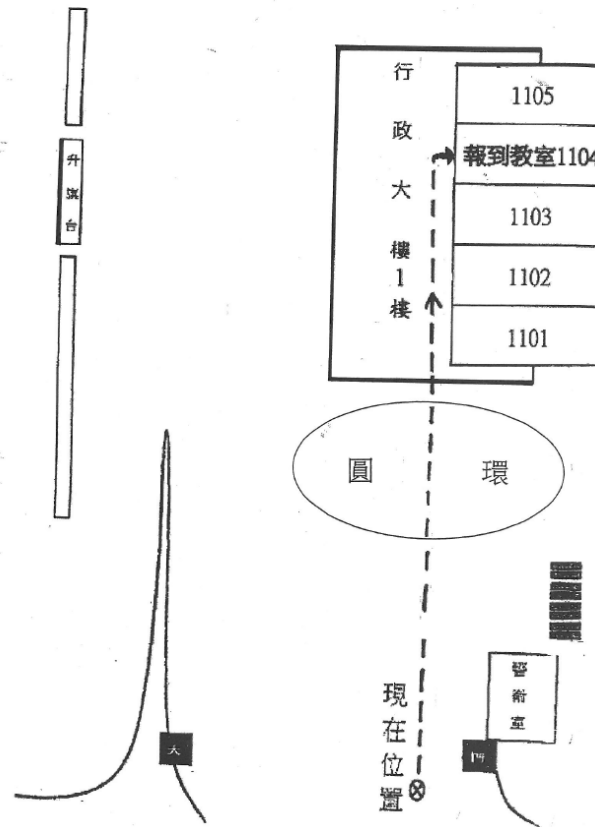 行政大樓1樓
1105
報到教室1104
1103
1102
1101
升旗台
圓環
警衛室
現在位置
大
門